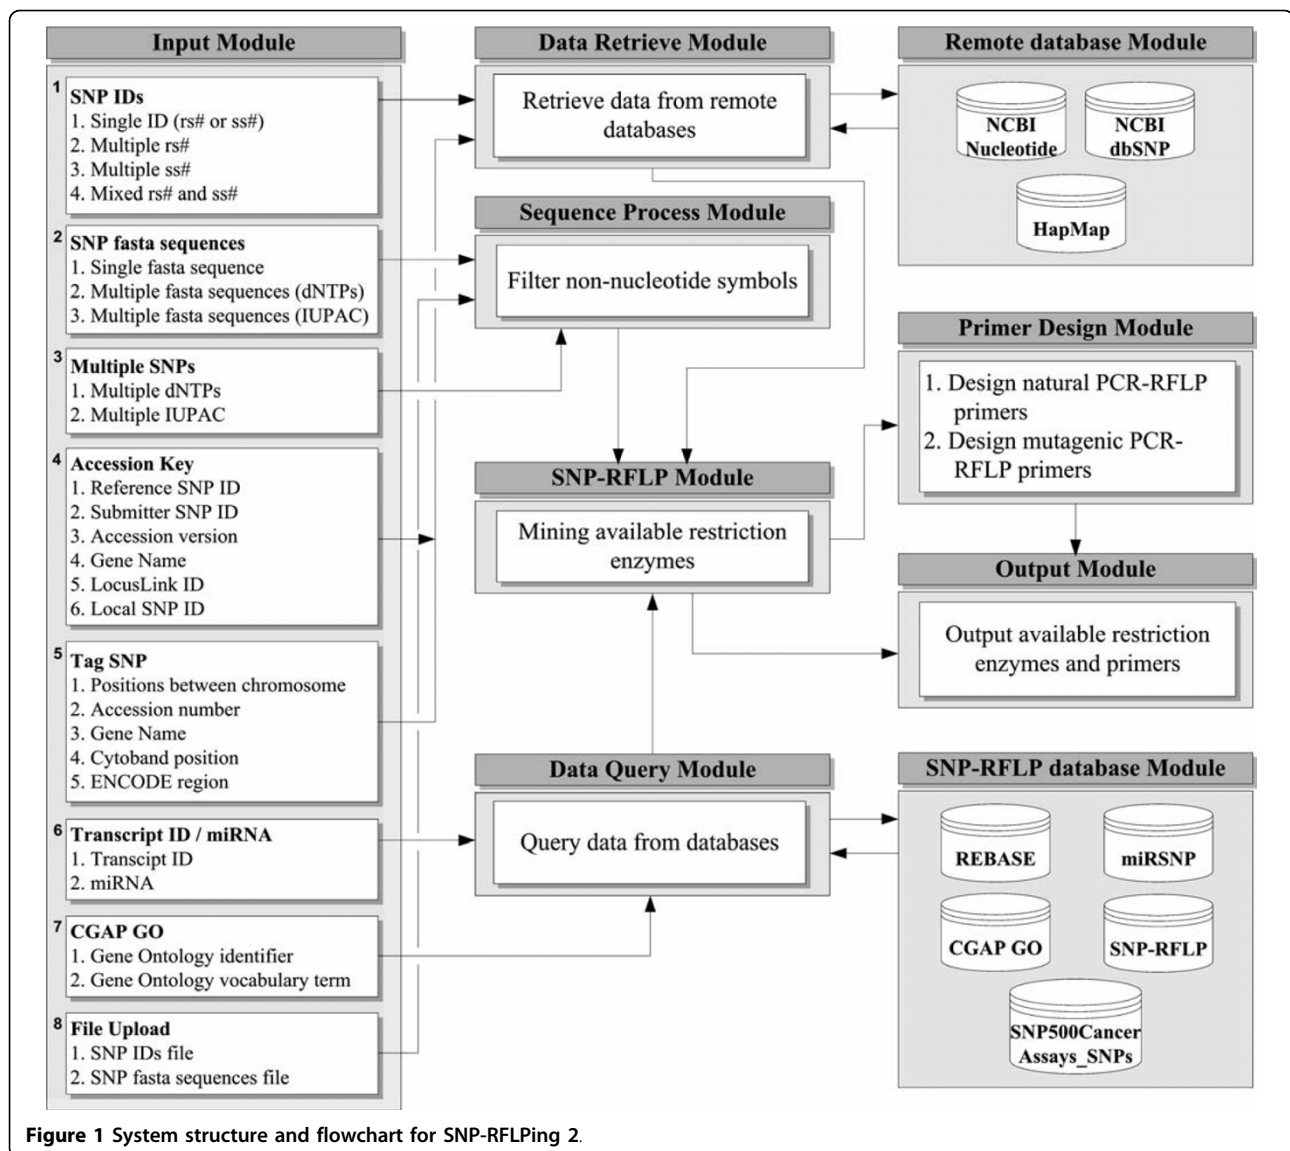 Input Module
1
SNP IDs
1. Single ID (rs# or ss#)
2. Multiple rs#
3. Multiple ss#
4. Mixed rs# and ss#
2
SNP fasta sequences
1. Single fasta sequence
2. Multiple fasta sequences (dNTPs)
3. Multiple fasta sequences (IUPAC)
3
Multiple SNPs
1. Multiple dNTPs
2. Multiple IUPAC
4
Accession Key
1. Reference SNP ID
2. Submitter SNP ID
3. Accession version
4. Gene Name
5. LocusLink ID
6. Local SNP ID
5
Tag SNP
1. Positions between chromosome
2. Accession number
3. Gene Name
4. Cytoband position
5. ENCODE region
6
Transcript ID / miRNA
1. Transcipt ID
2. miRNA
7
CGAP GO
1. Gene Ontology identifier
2. Gene Ontology vocabulary term
8
File Upload
1. SNP IDs file
2. SNP fasta sequences file
Data Retrieve Module
Retrieve data from remote
databases
Sequence Process Module
Filter non-nucleotide symbols
SNP-RFLP Module
Mining available restriction
enzymes
Data Query Module
Query data from databases
Remote database Module
NCBI
Nucleotide
NCBI
dbSNP
HapMap
Primer Design Module
1. Design natural PCR-RFLP
primers
2. Design mutagenic PCR-
RFLP primers
Output Module
Output available restriction
enzymes and primers
SNP-RFLP database Module
REBASE
miRSNP
CGAP GO
SNP-RFLP
SNP500Cancer
Assays_SNPs
Figure 1 System structure and flowchart for SNP-RFLPing 2.